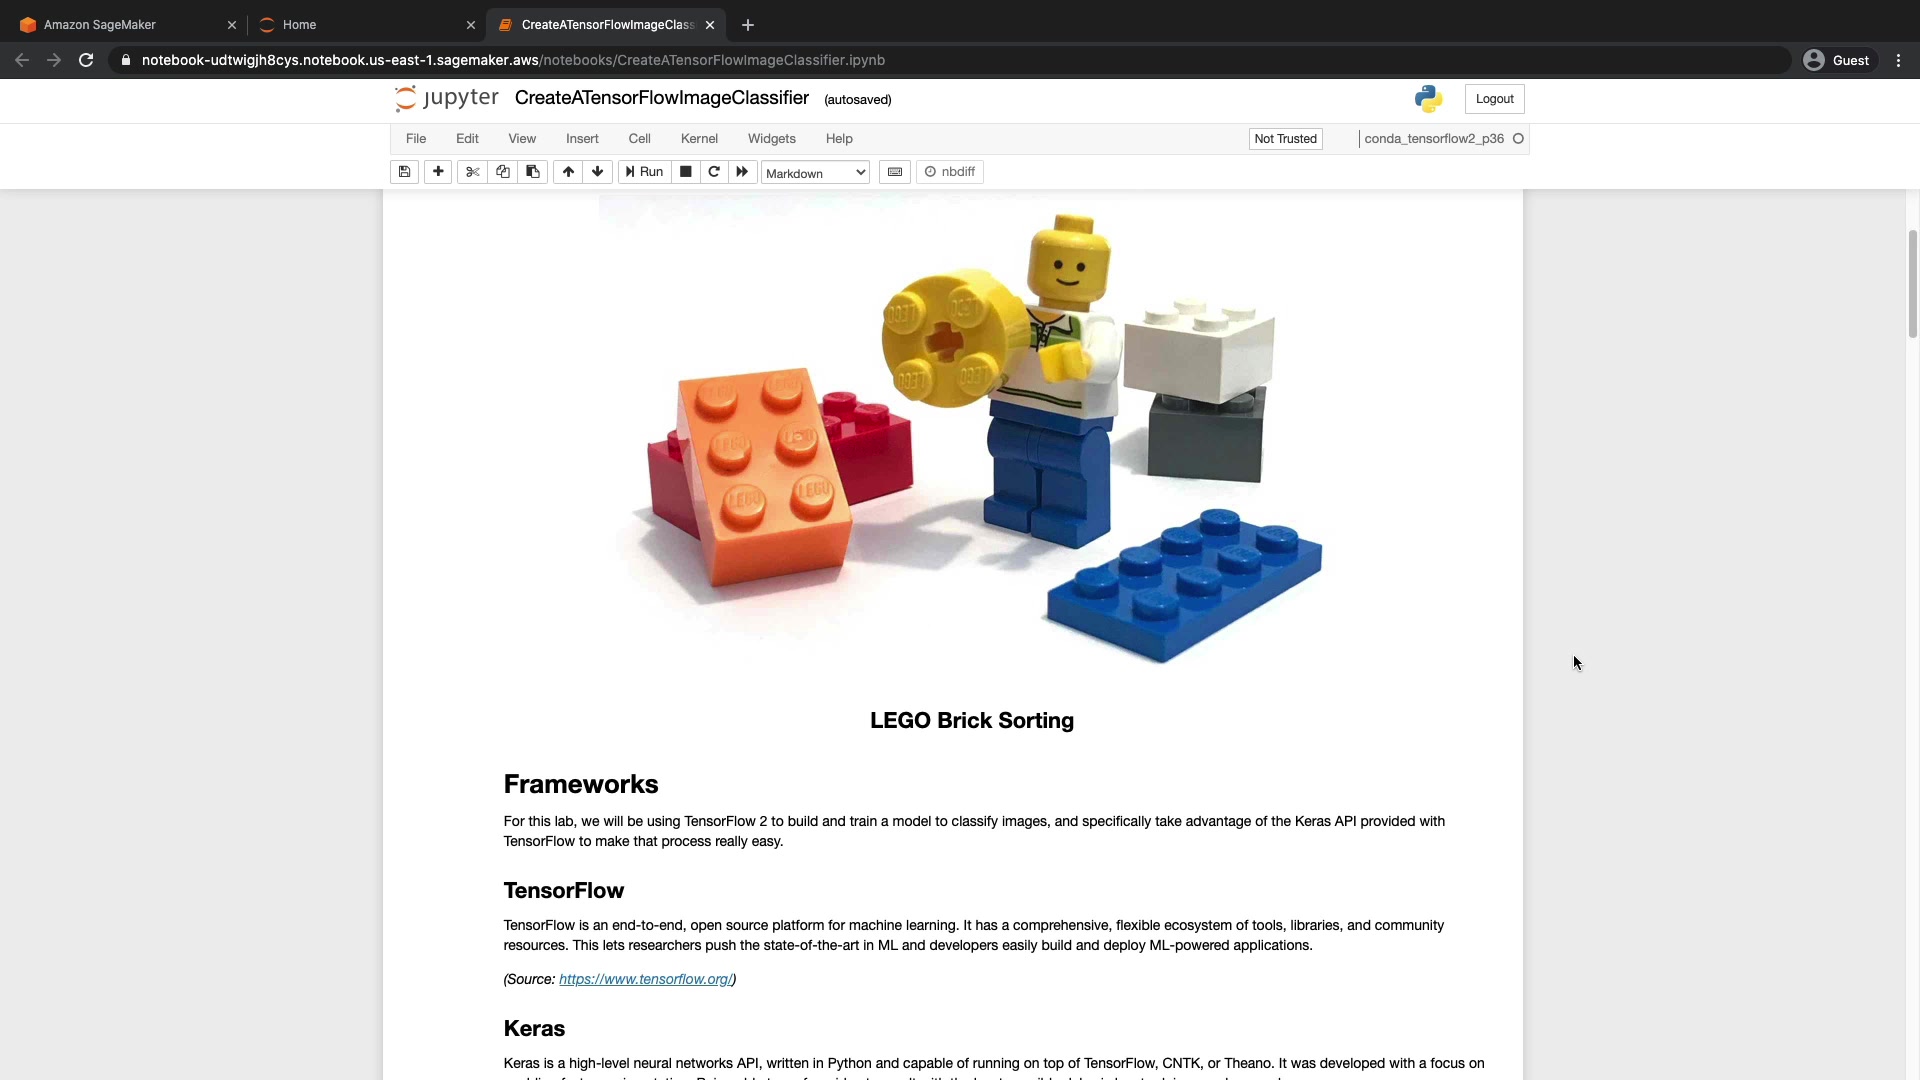 Amazon SageMaker
Home
CreateATensorFlowImageClass
notebook-udtwigjh8cys.notebook.us-east-1.sagemaker.aws/notebooks/CreateATensorFlowImageClassifier.ipynb
Guest
jupyter CreateATensorFlowImageClassifier (autosaved)
Logout
File Edit View Insert Cell Kernel Widgets Help
Not Trusted
conda_tensorflow2_p36
Run
Markdown
nbdiff
LEGO
LEGO
LEGO Brick Sorting
Frameworks
For this lab, we will be using TensorFlow 2 to build and train a model to classify images, and specifically take advantage of the Keras API provided with
TensorFlow to make that process really easy.
TensorFlow
TensorFlow is an end-to-end, open source platform for machine learning. It has a comprehensive, flexible ecosystem of tools, libraries, and community
resources. This lets researchers push the state-of-the-art in ML and developers easily build and deploy ML-powered applications.
(Source: https://www.tensorflow.org/)
Keras
Keras is a high-level neural networks API, written in Python and capable of running on top of TensorFlow, CNTK, or Theano. It was developed with a focus on